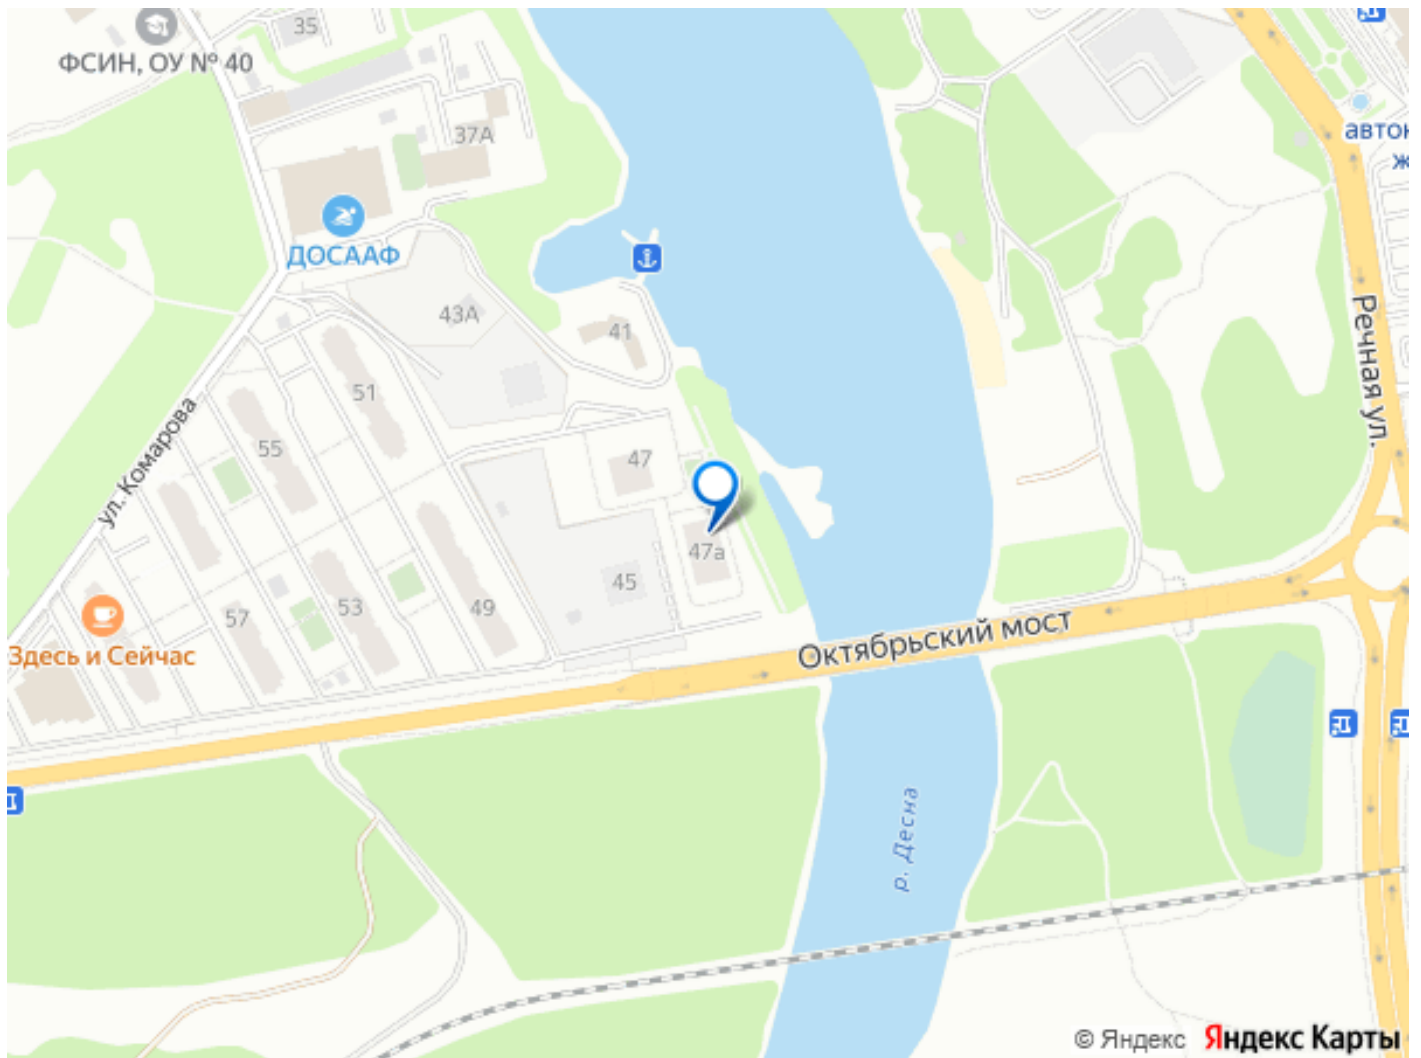 35
ФСИН, ОУ № 40
37А
авток
ж
ДОСААФ
43А
41
Речная ул.
51
ул. Комарова
55
47
47а
45
57
53
49
Здесь и Сейчас
Октябрьский мост
р. Десна
© Яндекс Яндекс Карты